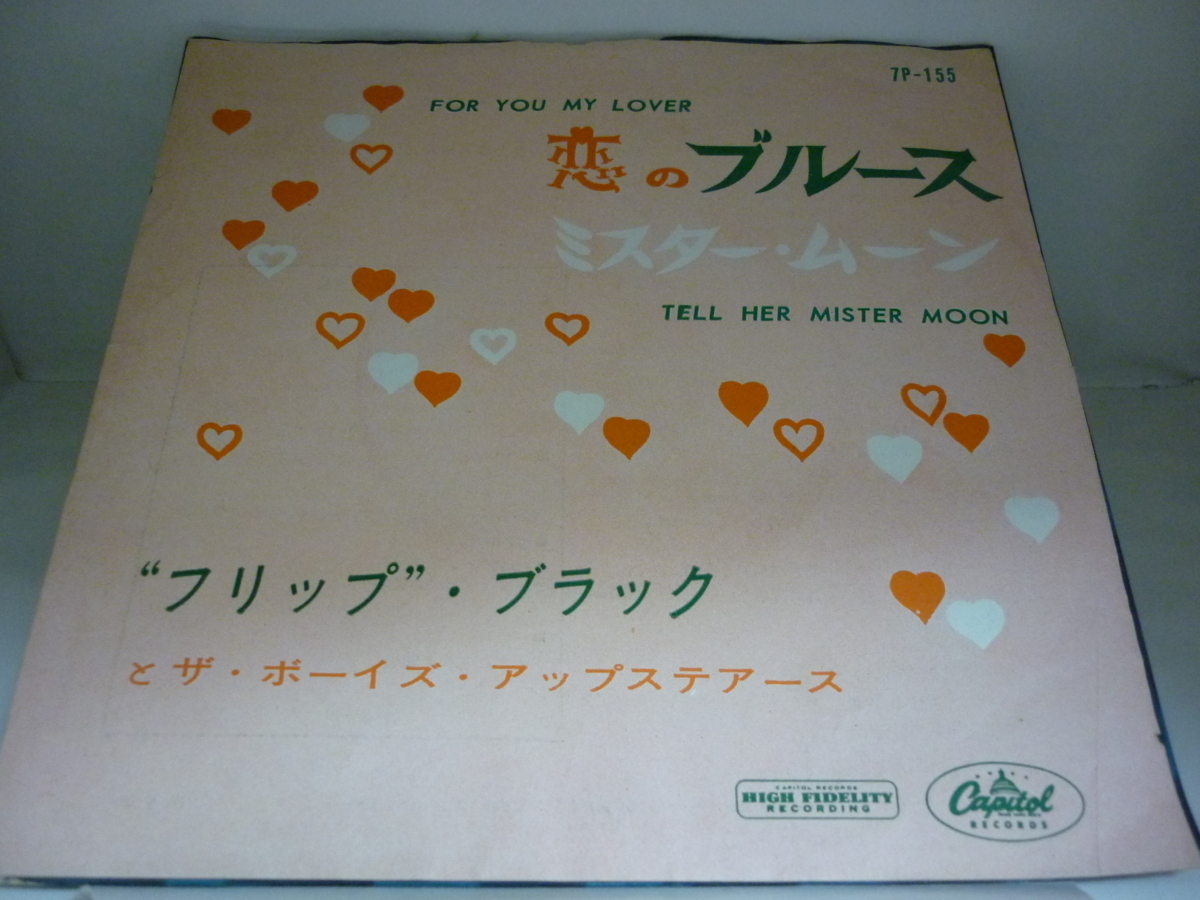 7P-155
FOR YOU MY LOVER
恋のブルース
ミスター・ムーン
TELL HER MISTER MOON
“フリップ”・ブラック
とザ・ボーイズ・アップステアース
CAPITOL RECORDS
HIGH FIDELITY
RECORDING
Capitol
RECORDS